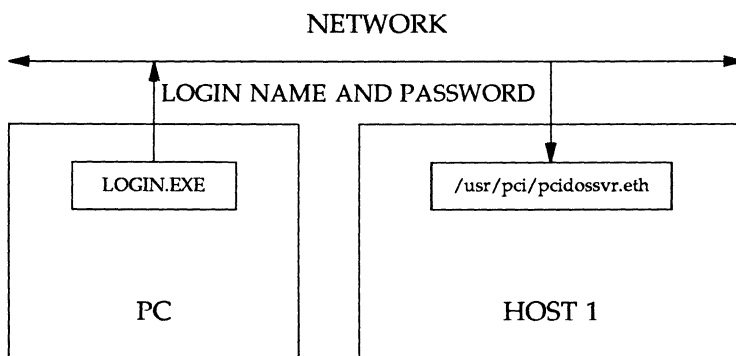 NETWORK
LOGIN NAME AND PASSWORD
LOGIN.EXE
/usr/pci/pcidossvr.eth
PC
HOST 1